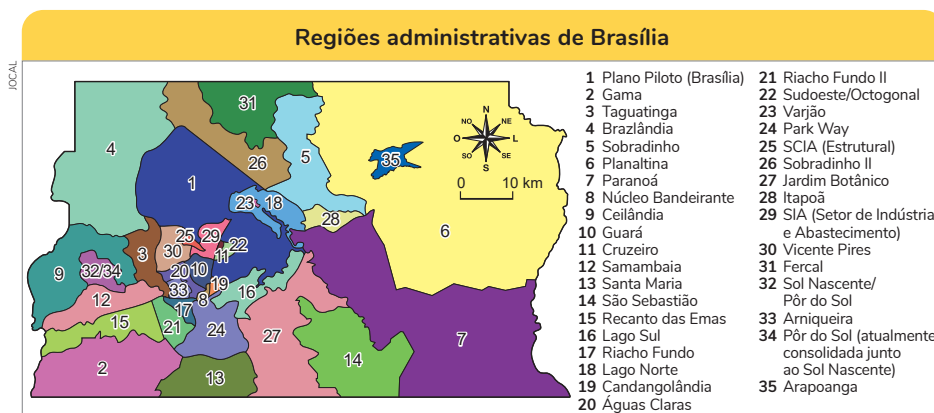 Regiões administrativas de Brasília
JOCAL
31
4
26
5
35
N
NO
NE
O
L
SO
SE
S
0 10 km
1
23
18
28
6
25
29
22
3
30
11
9
32/34
20
10
33
19
8
16
12
17
15
21
24
27
7
14
2
13
1 Plano Piloto (Brasília)
2 Gama
3 Taguatinga
4 Brazlândia
5 Sobradinho
6 Planaltina
7 Paranoá
8 Núcleo Bandeirante
9 Ceilândia
10 Guará
11 Cruzeiro
12 Samambaia
13 Santa Maria
14 São Sebastião
15 Recanto das Emas
16 Lago Sul
17 Riacho Fundo
18 Lago Norte
19 Candangolândia
20 Águas Claras
21 Riacho Fundo II
22 Sudoeste/Octogonal
23 Varjão
24 Park Way
25 SCIA (Estrutural)
26 Sobradinho II
27 Jardim Botânico
28 Itapoã
29 SIA (Setor de Indústria
e Abastecimento)
30 Vicente Pires
31 Fercal
32 Sol Nascente/
Pôr do Sol
33 Arniqueira
34 Pôr do Sol (atualmente
consolidada junto
ao Sol Nascente)
35 Arapoanga